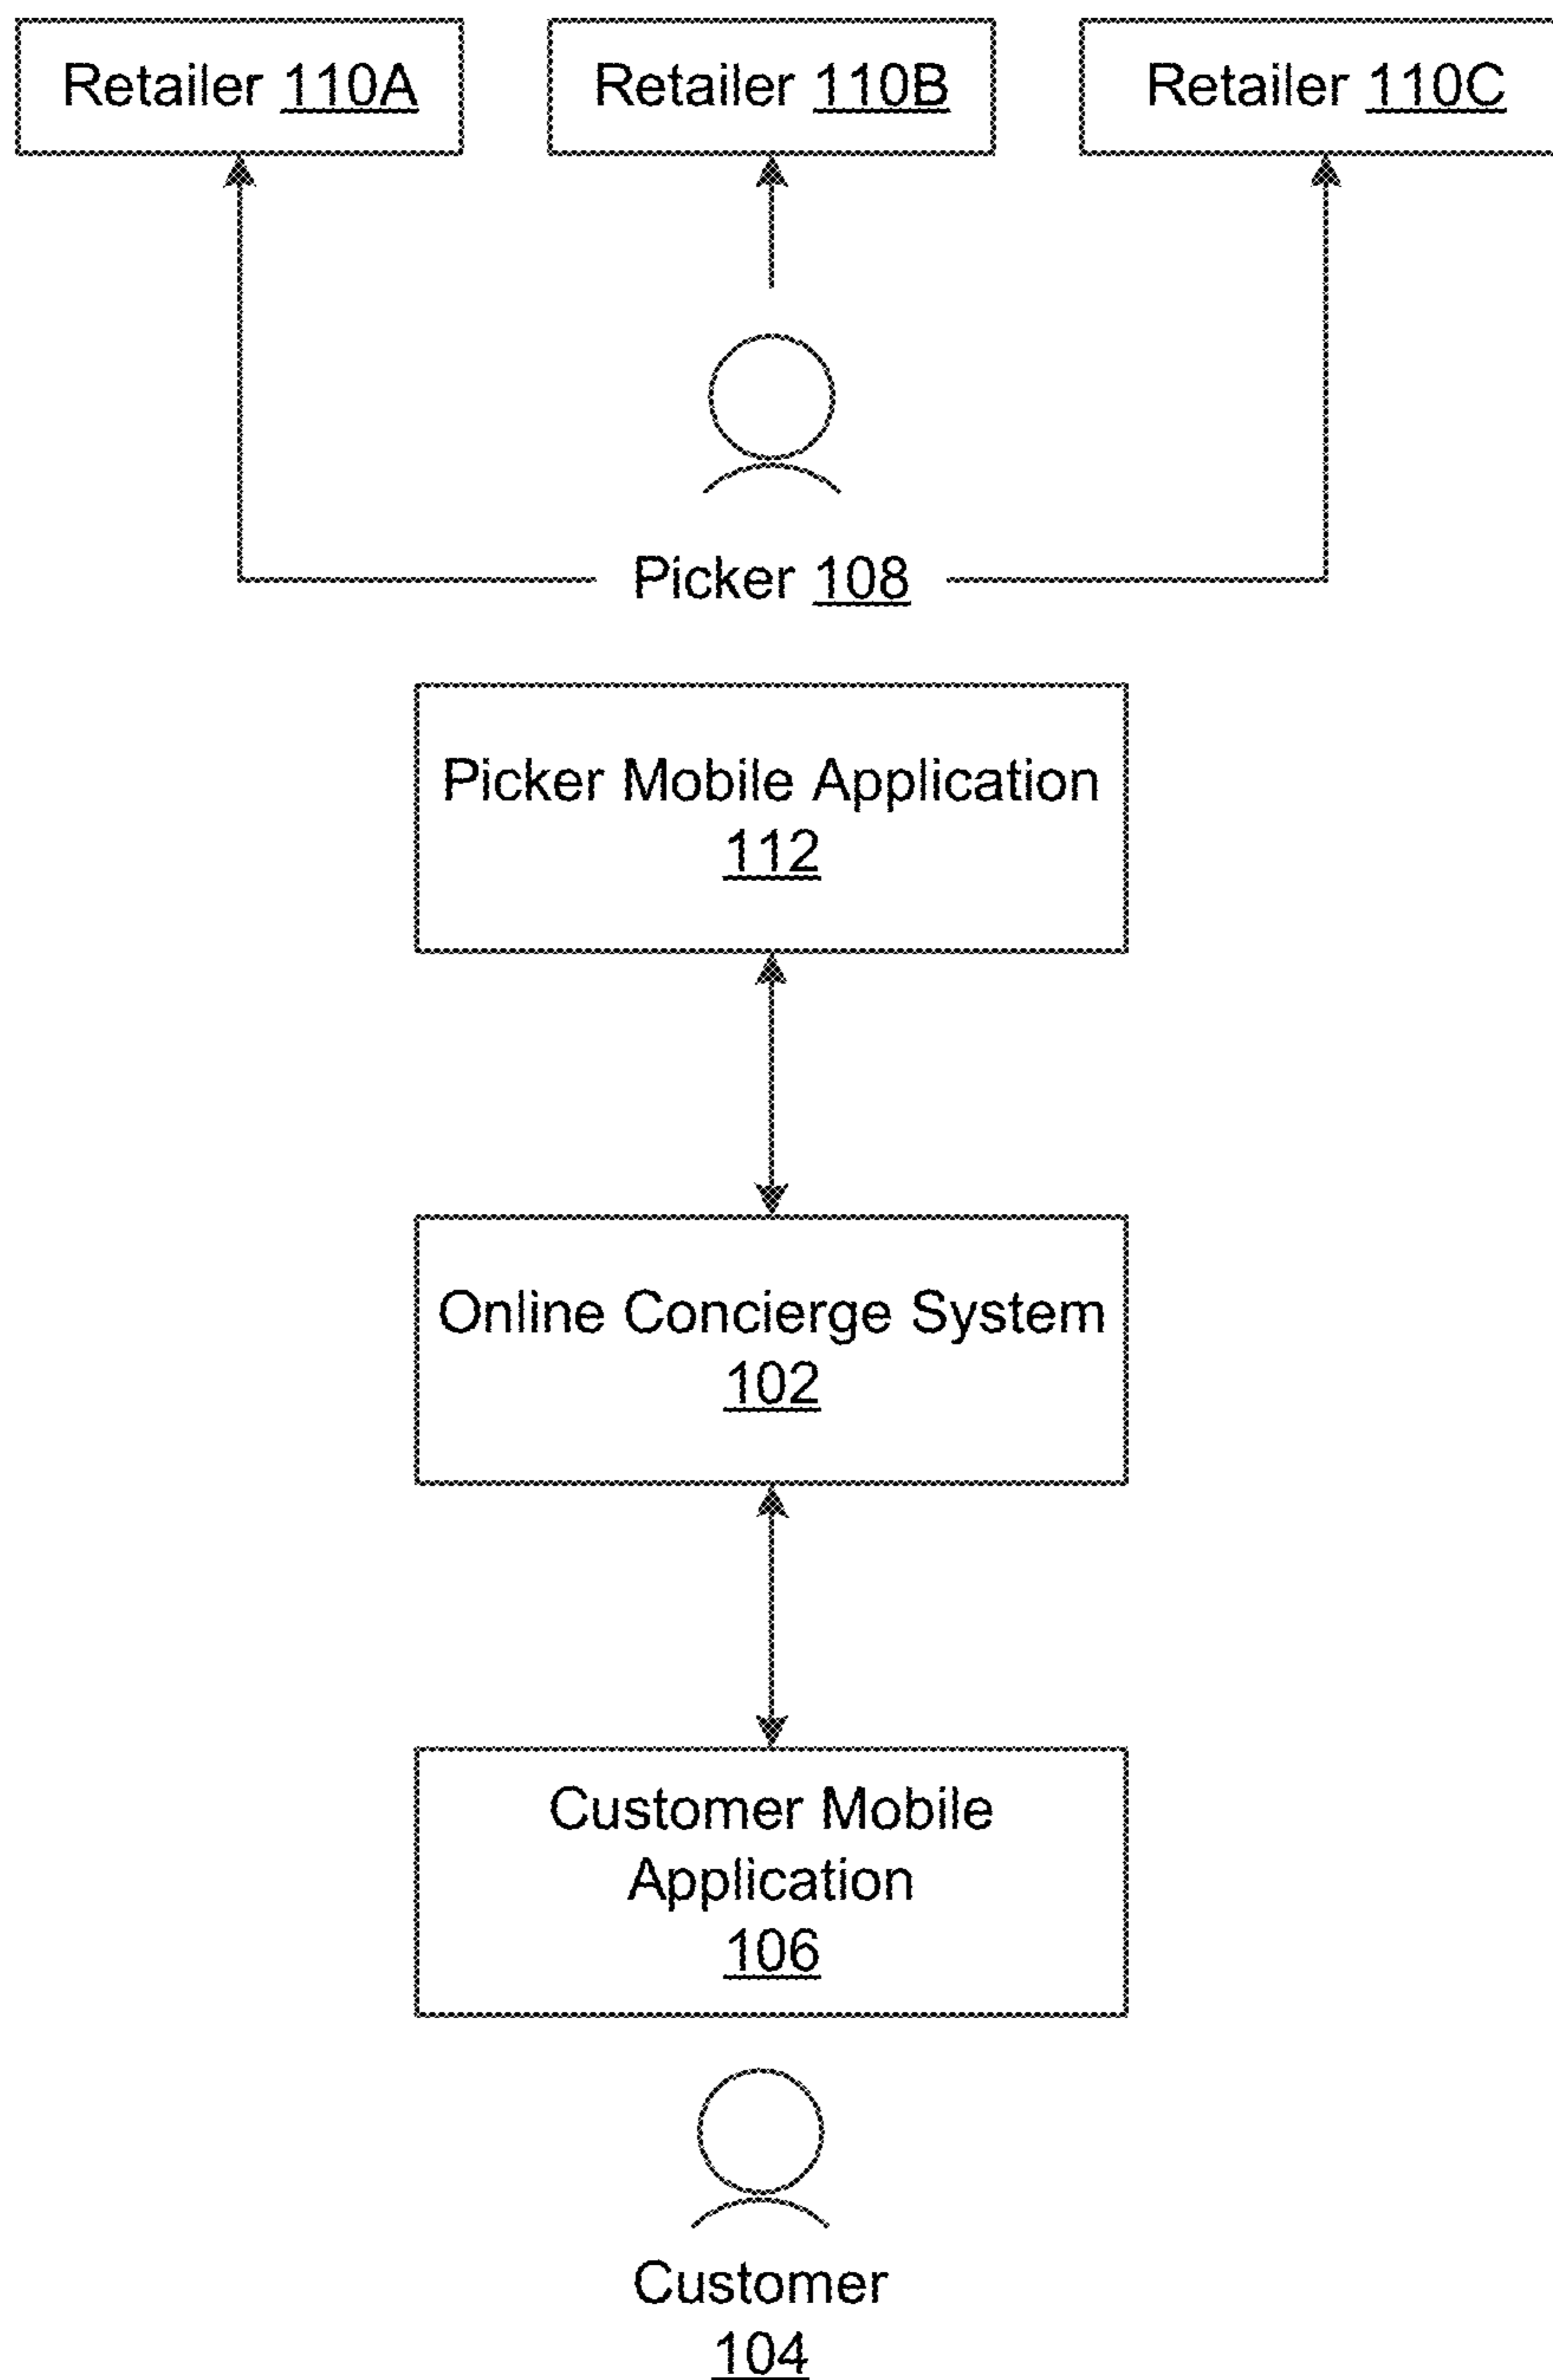 Retailer 110A
Retailer 110B
Retailer 110C
Picker 108
Picker Mobile Application
112
Online Concierge System
102
Customer Mobile
Application
106
Customer
104